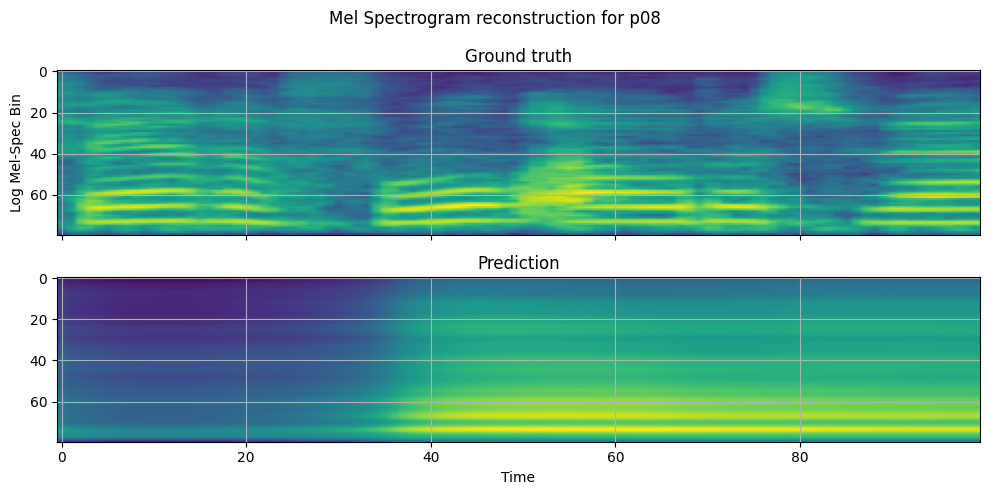 Mel Spectrogram reconstruction for p08
Ground truth
0
20
40
60
Log Mel-Spec Bin
Prediction
0
20
40
60
0 20 40 60 80
Time